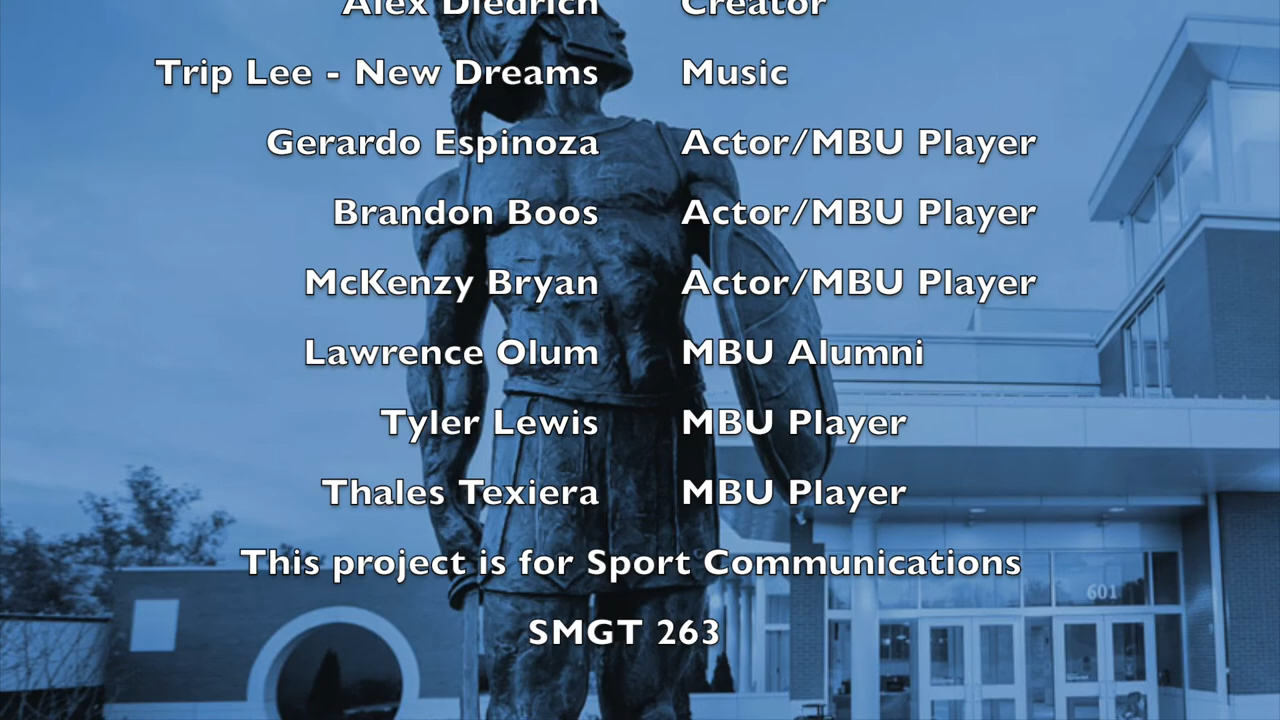 Alex Diedrich Creator
Trip Lee - New Dreams Music
Gerardo Espinoza Actor/MBU Player
Brandon Boos Actor/MBU Player
McKenzy Bryan Actor/MBU Player
Lawrence Olum MBU Alumni
Tyler Lewis MBU Player
Thales Texiera MBU Player
This project is for Sport Communications
601
SMGT 263